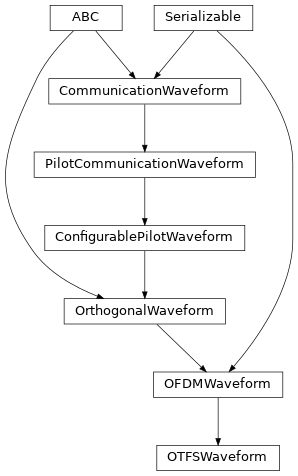 ABC
Serializable
CommunicationWaveform
PilotCommunicationWaveform
ConfigurablePilotWaveform
OrthogonalWaveform
OFDMWaveform
OTFSWaveform